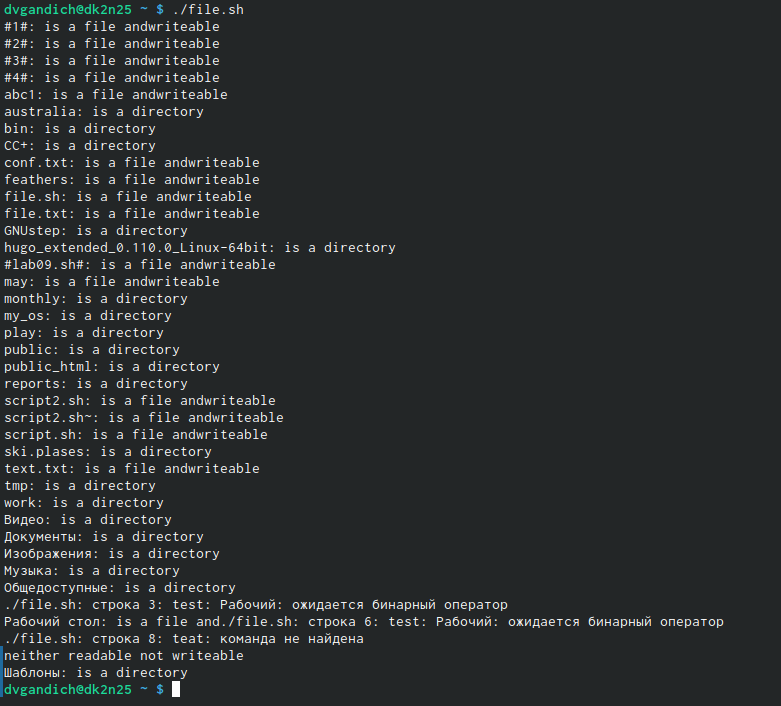 dvgandich@dk2n25 ~ $ ./file.sh
#1#: is a file andwriteable
#2#: is a file andwriteable
#3#: is a file andwriteable
#4#: is a file andwriteable
abc1: is a file andwriteable
australia: is a directory
bin: is a directory
CC+: is a directory
conf.txt: is a file andwriteable
feathers: is a file andwriteable
file.sh: is a file andwriteable
file.txt: is a file andwriteable
GNUstep: is a directory
hugo_extended_0.110.0_Linux-64bit: is a directory
#lab09.sh#: is a file andwriteable
may: is a file andwriteable
monthly: is a directory
my_os: is a directory
play: is a directory
public: is a directory
public_html: is a directory
reports: is a directory
script2.sh: is a file andwriteable
script2.sh~: is a file andwriteable
script.sh: is a file andwriteable
ski.plases: is a directory
text.txt: is a file andwriteable
tmp: is a directory
work: is a directory
Видео: is a directory
Документы: is a directory
Изображения: is a directory
Музыка: is a directory
Общедоступные: is a directory
./file.sh: строка 3: test: Рабочий: ожидается бинарный оператор
Рабочий стол: is a file and./file.sh: строка 6: test: Рабочий: ожидается бинарный оператор
./file.sh: строка 8: teat: команда не найдена
neither readable not writeable
Шаблоны: is a directory
dvgandich@dk2n25 ~ $